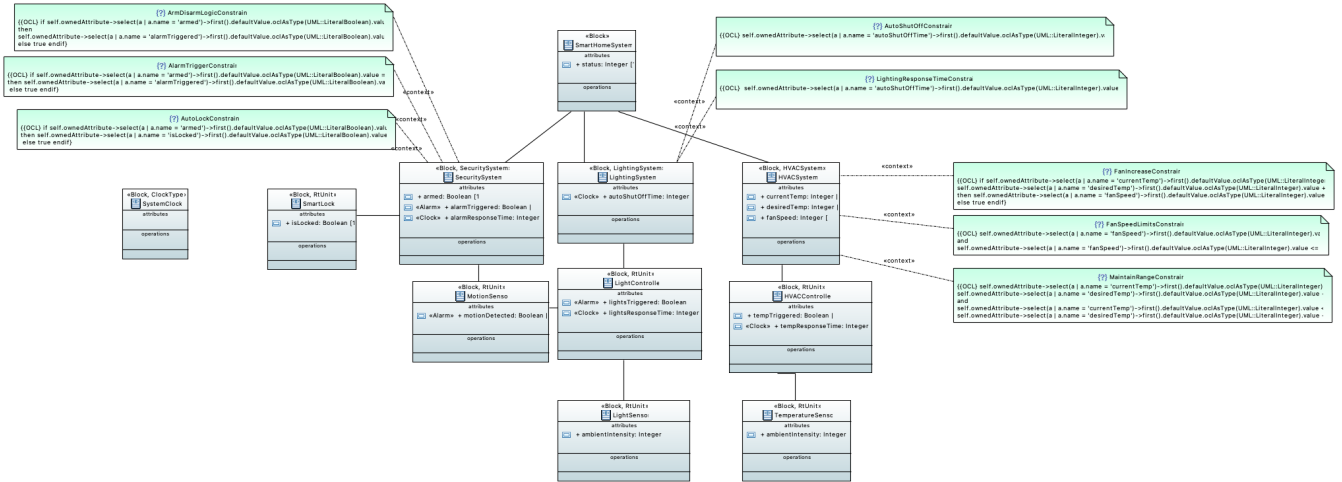 {?} ArmDisarmLogicConstrain
{{OCL} if self.ownedAttribute->select(a | a.name = 'armed')->first().defaultValue.oclAsType(UML::LiteralBoolean).valu
then
self.ownedAttribute->select(a | a.name = 'alarmTriggered')->first().defaultValue.oclAsType(UML::LiteralBoolean).valu
else true endif}
{?} AlarmTriggerConstrain
{{OCL} if self.ownedAttribute->select(a | a.name = 'armed')->first().defaultValue.oclAsType(UML::LiteralBoolean).value =
then self.ownedAttribute->select(a | a.name = 'alarmTriggered')->first().defaultValue.oclAsType(UML::LiteralBoolean).va
else true endif}
{?} AutoLockConstrain
{{OCL} if self.ownedAttribute->select(a | a.name = 'armed')->first().defaultValue.oclAsType(UML::LiteralBoolean).valu
then self.ownedAttribute->select(a | a.name = 'isLocked')->first().defaultValue.oclAsType(UML::LiteralBoolean).value
else true endif}
«context»
«context»
«context»
«Block»
SmartHomeSystem
attributes
+ status: Integer ['
operations
{?} AutoShutOffConstrair
{{OCL} self.ownedAttribute->select(a | a.name = 'autoShutOffTime')->first().defaultValue.oclAsType(UML::LiteralInteger).v
{?} LightingResponseTimeConstrai
{{OCL} self.ownedAttribute->select(a | a.name = 'autoShutOffTime')->first().defaultValue.oclAsType(UML::LiteralInteger).value
«context»
«context»
«Block, ClockType»
SystemClock
attributes
operations
«Block, RtUnit»
SmartLock
attributes
+ isLocked: Boolean [1
operations
«Block, SecuritySystem»
SecuritySystem
attributes
+ armed: Boolean [1
«Alarm» + alarmTriggered: Boolean |
«Clock» + alarmResponseTime: Integer
operations
«Block, LightingSystem»
LightingSystem
attributes
«Clock» + autoShutOffTime: Integer
operations
«Block, HVACSystem»
HVACSystem
attributes
+ currentTemp: Integer [
+ desiredTemp: Integer [
+ fanSpeed: Integer [
operations
«context»
«context»
«context»
{?} FanIncreaseConstrair
{{OCL} if self.ownedAttribute->select(a | a.name = 'currentTemp')->first().defaultValue.oclAsType(UML::LiteralInteger
self.ownedAttribute->select(a | a.name = 'desiredTemp')->first().defaultValue.oclAsType(UML::LiteralInteger).value +
self.ownedAttribute->select(a | a.name = 'fanSpeed')->first().defaultValue.oclAsType(UML::LiteralInteger).value
else true endif}
{?} FanSpeedLimitsConstrair
{{OCL} self.ownedAttribute->select(a | a.name = 'fanSpeed')->first().defaultValue.oclAsType(UML::LiteralInteger).va
and
self.ownedAttribute->select(a | a.name = 'fanSpeed')->first().defaultValue.oclAsType(UML::LiteralInteger).value <=
{?} MaintainRangeConstrair
{{OCL} self.ownedAttribute->select(a | a.name = 'currentTemp')->first().defaultValue.oclAsType(UML::LiteralInteger)
self.ownedAttribute->select(a | a.name = 'desiredTemp')->first().defaultValue.oclAsType(UML::LiteralInteger).value -
and
self.ownedAttribute->select(a | a.name = 'currentTemp')->first().defaultValue.oclAsType(UML::LiteralInteger).value
self.ownedAttribute->select(a | a.name = 'desiredTemp')->first().defaultValue.oclAsType(UML::LiteralInteger).value -
«Block, RtUnit»
MotionSenso
attributes
«Alarm» + motionDetected: Boolean [
operations
«Block, RtUnit»
LightControlle
attributes
«Alarm» + lightsTriggered: Boolean
«Clock» + lightsResponseTime: Integer
operations
«Block, RtUnit»
HVACControlle
attributes
+ tempTriggered: Boolean |
«Clock» + tempResponseTime: Integer
operations
«Block, RtUnit»
LightSenso
attributes
+ ambientIntensity: Integer
operations
«Block, RtUnit»
TemperatureSensc
attributes
+ ambientIntensity: Integer
operations